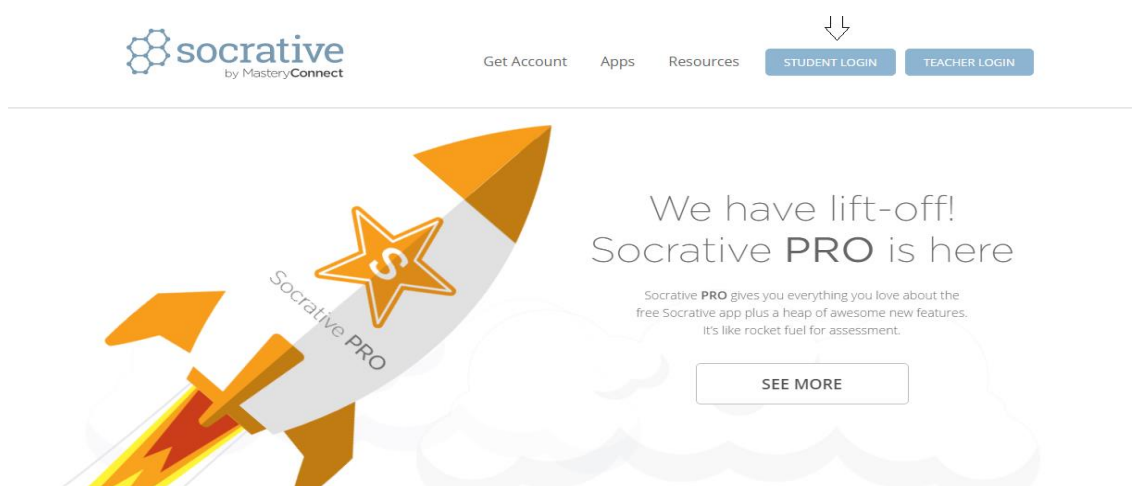 socrative
by MasteryConnect
Get Account Apps Resources STUDENT LOGIN TEACHER LOGIN
We have lift-off!
Socrative PRO is here
Socrative PRO gives you everything you love about the
free Socrative app plus a heap of awesome new features.
It's like rocket fuel for assessment.
SEE MORE
S
Socrative PRO